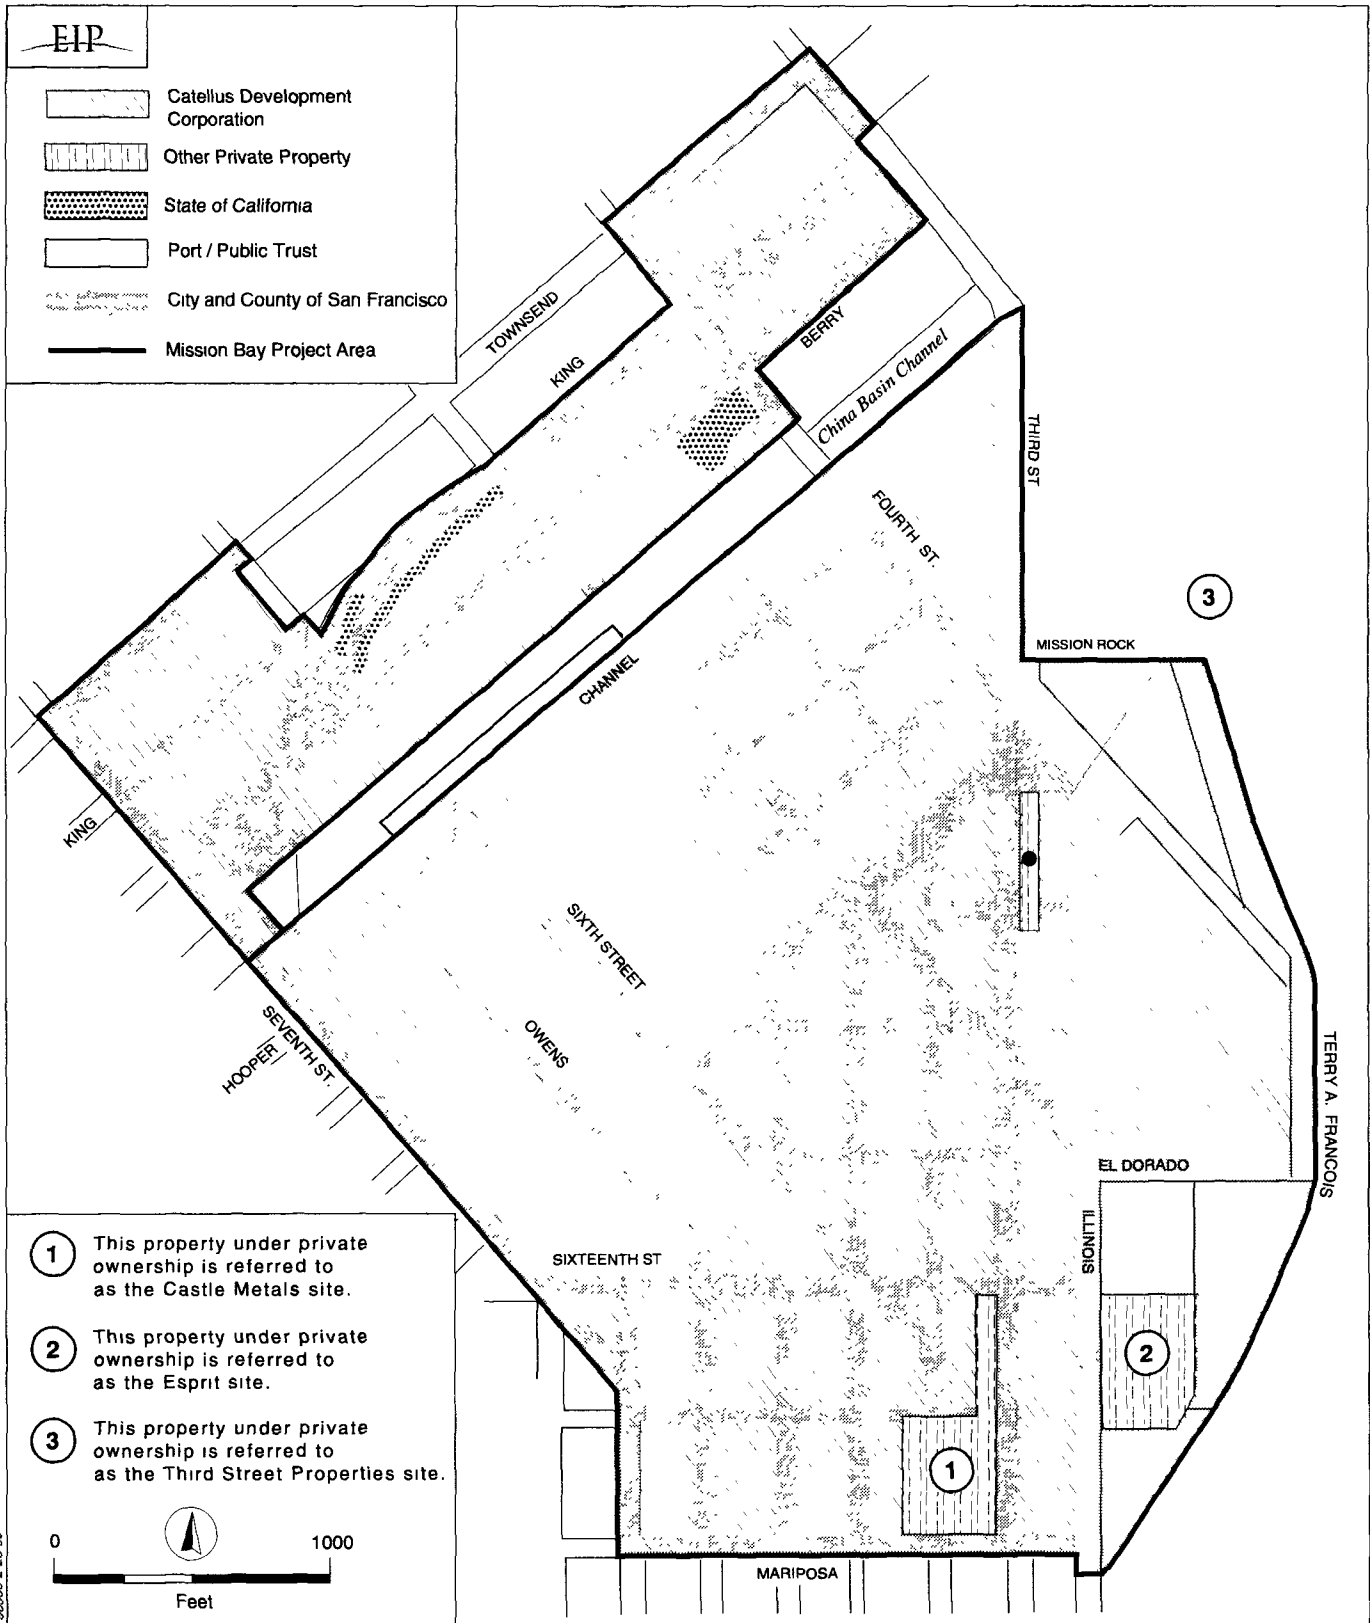 EIP
Catellus Development
Corporation
Other Private Property
State of California
Port / Public Trust
City and County of San Francisco
Mission Bay Project Area
TOWNSEND
KING
BERRY
China Basin Channel
THIRD ST
FOURTH ST.
3
MISSION ROCK
CHANNEL
KING
SIXTH STREET
OWENS
SEVENTH ST.
HOOPER
TERRY A. FRANCOIS
EL DORADO
ILLINOIS
SIXTEENTH ST
2
1
MARIPOSA
1 This property under private
ownership is referred to
as the Castle Metals site.
2 This property under private
ownership is referred to
as the Esprit site.
3 This property under private
ownership is referred to
as the Third Street Properties site.
0 1000
Feet